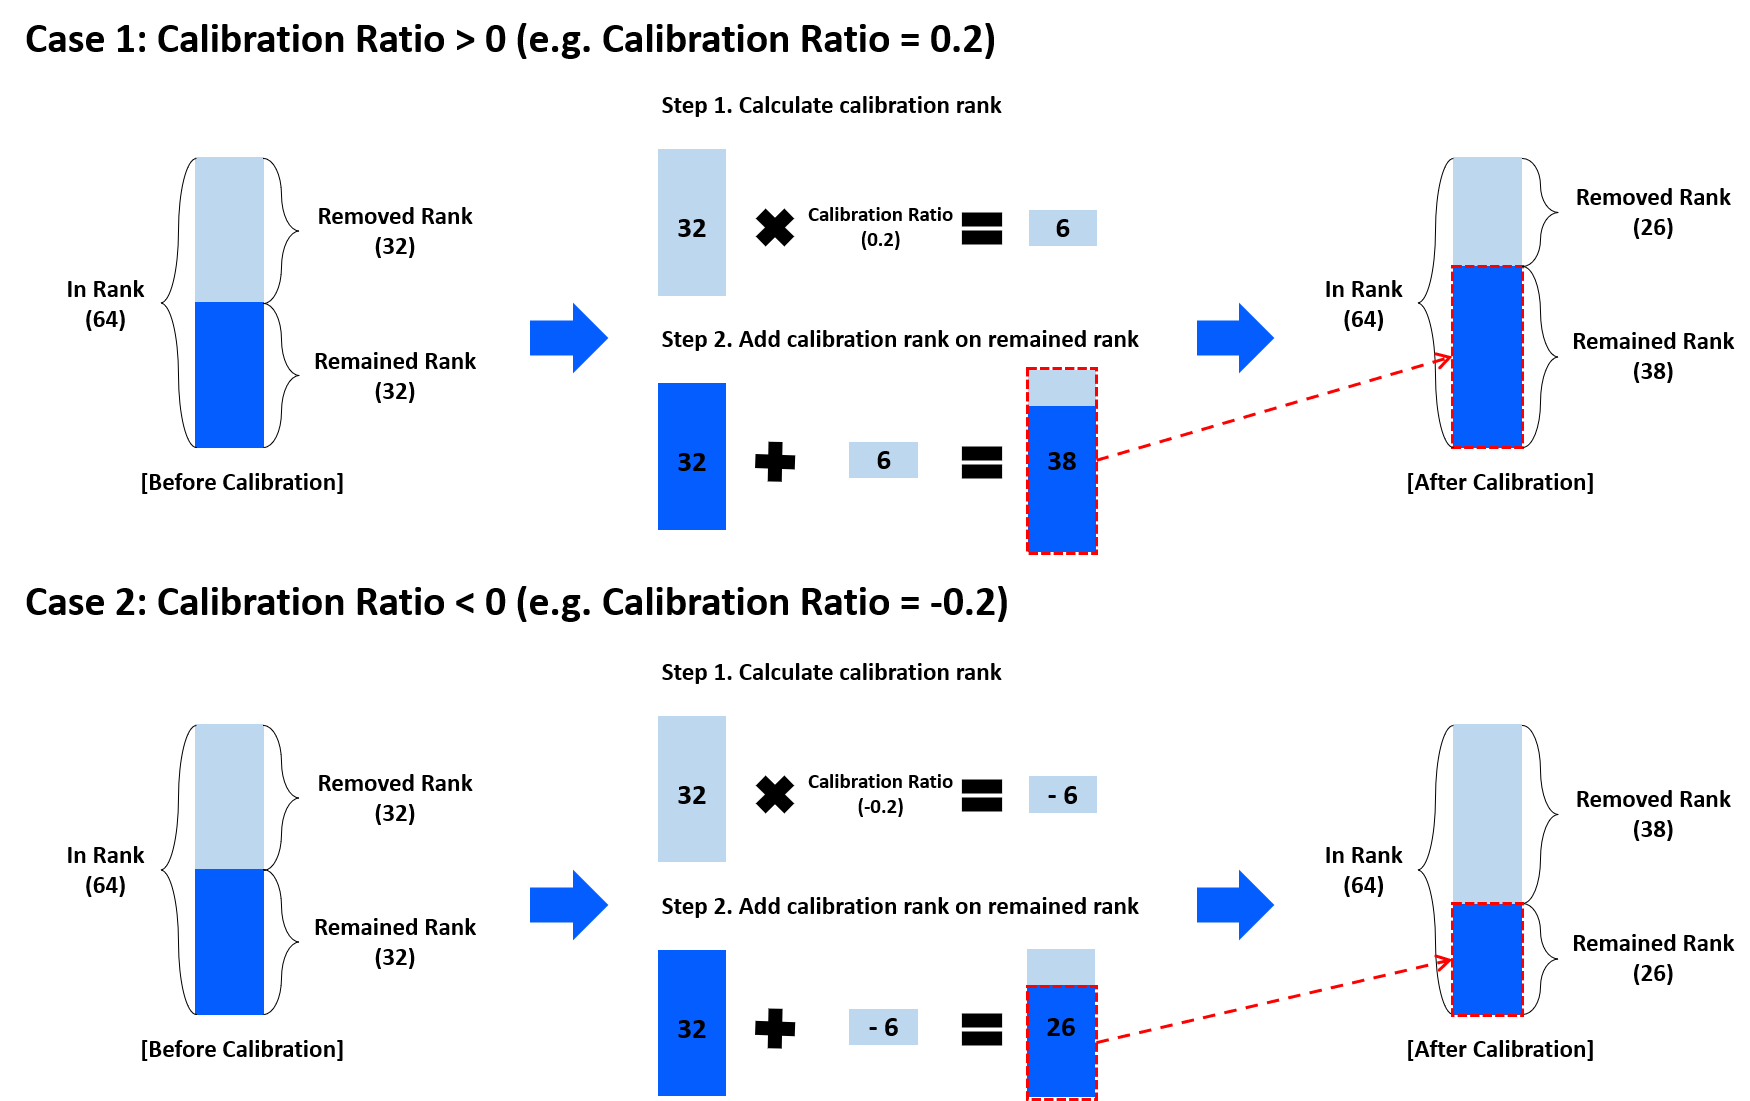 Case 1: Calibration Ratio > 0 (e.g. Calibration Ratio = 0.2)
Step 1. Calculate calibration rank
In Rank
(64)
Removed Rank
(32)
Remained Rank
(32)
[Before Calibration]
32
Calibration Ratio
(0.2)
6
Step 2. Add calibration rank on remained rank
32
6
38
In Rank
(64)
Removed Rank
(26)
Remained Rank
(38)
[After Calibration]
Case 2: Calibration Ratio < 0 (e.g. Calibration Ratio = -0.2)
Step 1. Calculate calibration rank
In Rank
(64)
Removed Rank
(32)
Remained Rank
(32)
[Before Calibration]
32
Calibration Ratio
(-0.2)
- 6
Step 2. Add calibration rank on remained rank
32
- 6
26
In Rank
(64)
Removed Rank
(38)
Remained Rank
(26)
[After Calibration]